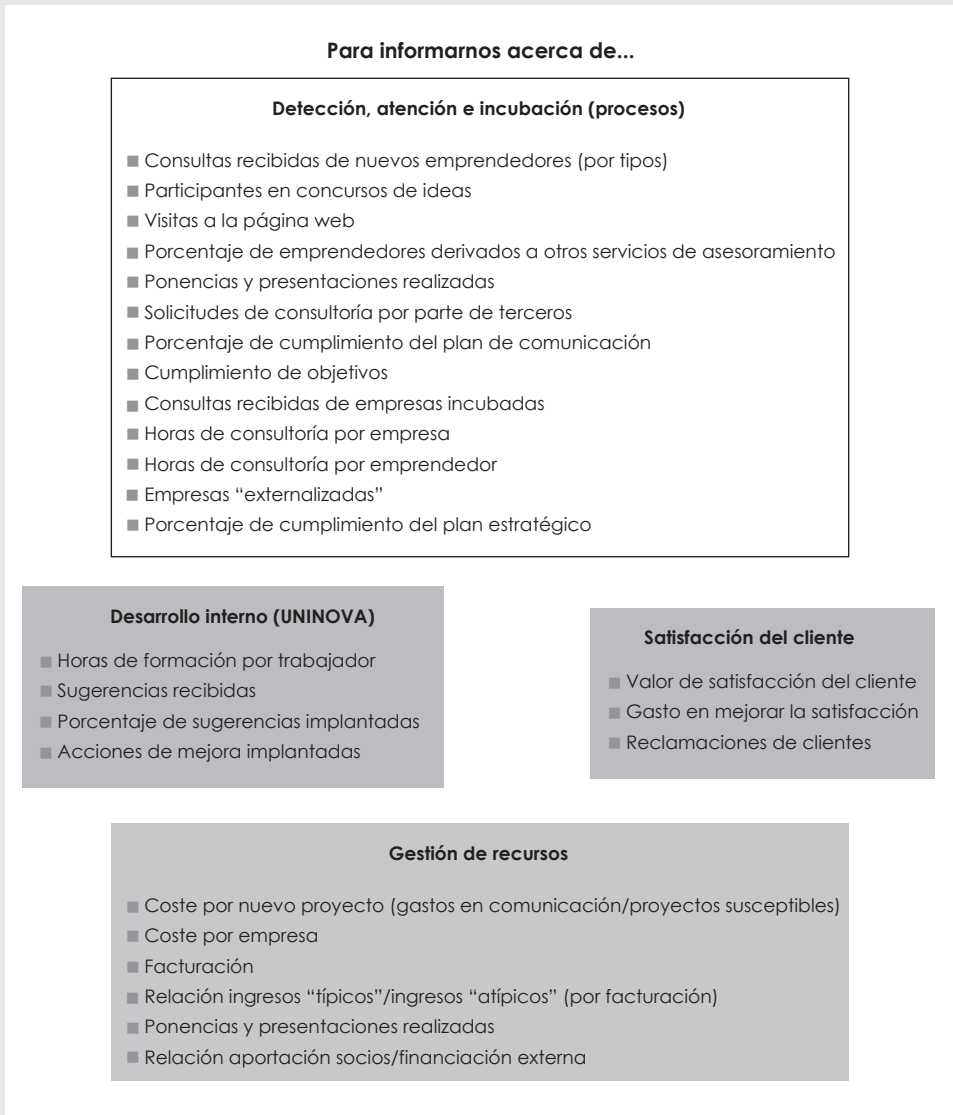 Para informarnos acerca de...
Detección, atención e incubación (procesos)
Consultas recibidas de nuevos emprendedores (por tipos)
Participantes en concursos de ideas
Visitas a la página web
Porcentaje de emprendedores derivados a otros servicios de asesoramiento
Ponencias y presentaciones realizadas
Solicitudes de consultoría por parte de terceros
Porcentaje de cumplimiento del plan de comunicación
Cumplimiento de objetivos
Consultas recibidas de empresas incubadas
Horas de consultoría por empresa
Horas de consultoría por emprendedor
Empresas “externalizadas”
Porcentaje de cumplimiento del plan estratégico
Desarrollo interno (UNINOVA)
Horas de formación por trabajador
Sugerencias recibidas
Porcentaje de sugerencias implantadas
Acciones de mejora implantadas
Satisfacción del cliente
Valor de satisfacción del cliente
Gasto en mejorar la satisfacción
Reclamaciones de clientes
Gestión de recursos
Coste por nuevo proyecto (gastos en comunicación/proyectos susceptibles)
Coste por empresa
Facturación
Relación ingresos “típicos”/ingresos “atípicos” (por facturación)
Ponencias y presentaciones realizadas
Relación aportación socios/financiación externa